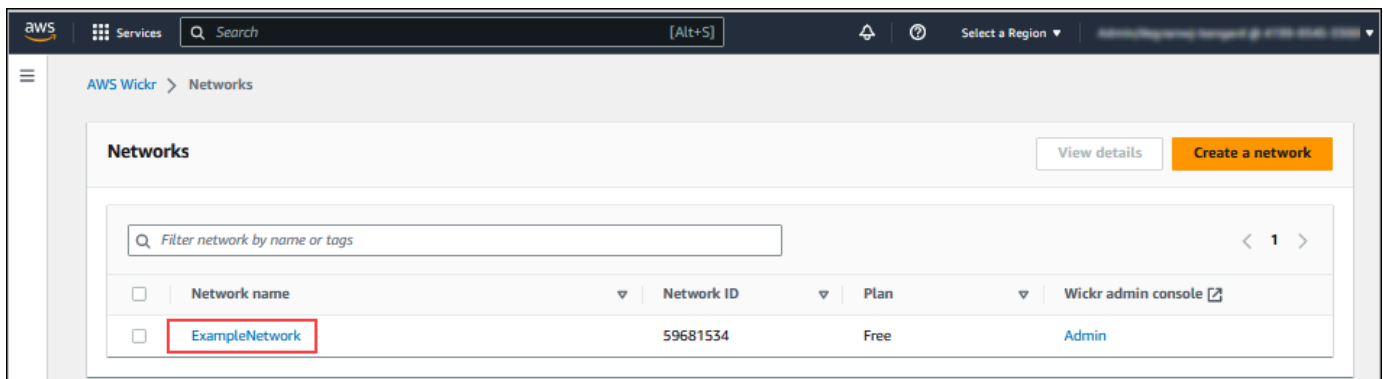 aws Services Search [Alt+S] Select a Region
AWS Wickr > Networks
Networks View details Create a network
Filter network by name or tags < 1 >
Network name Network ID Plan Wickr admin console
ExampleNetwork 59681534 Free Admin